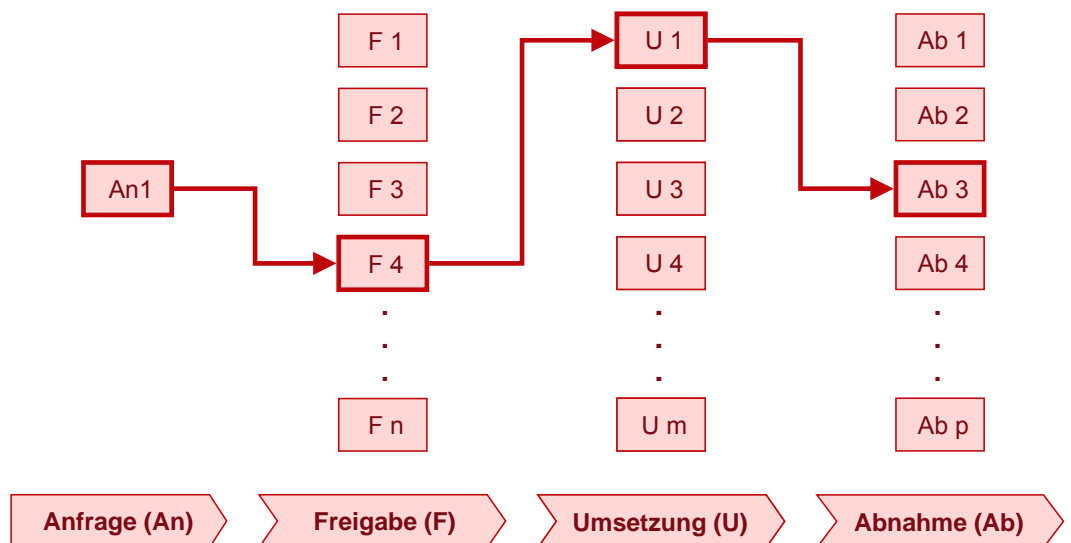 F 1
U 1
Ab 1
F 2
U 2
Ab 2
An1
F 3
U 3
Ab 3
F 4
U 4
Ab 4
.
.
.
.
.
.
.
.
.
F n
U m
Ab p
Anfrage (An)
Freigabe (F)
Umsetzung (U)
Abnahme (Ab)